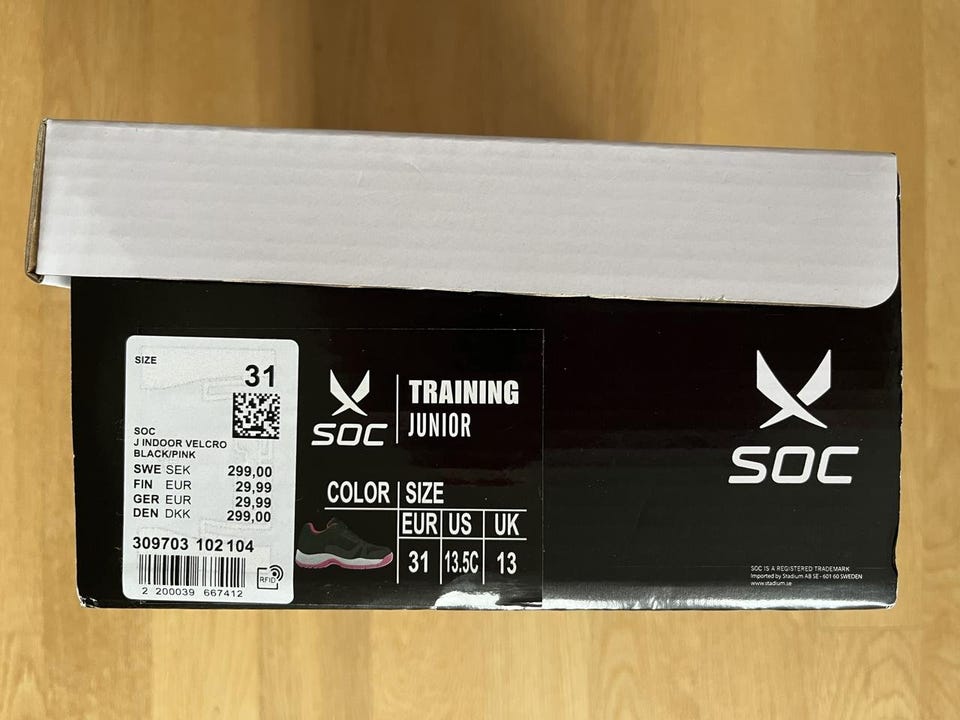 SIZE
31
SOC
J INDOOR VELCRO
BLACK/PINK
SWE SEK 299,00
FIN EUR 29,99
GER EUR 29,99
DEN DKK 299,00
309703 102 104
2 200039 667412
RFID
SOC
TRAINING
JUNIOR
COLOR SIZE
EUR US UK
31 13.5C 13
SOC
SOC IS A REGISTERED TRADEMARK
Imported by Stadium AB SE - 601 60 SWEDEN
www.stadium.se